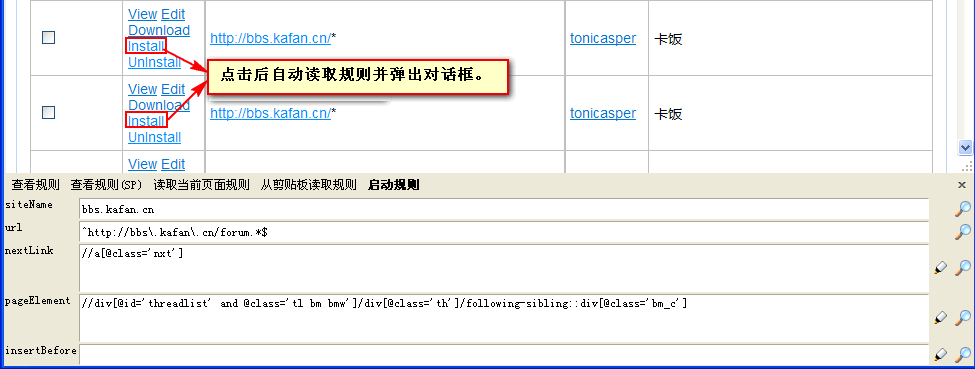 View Edit
Download
Install
UnInstall
http://bbs.kafan.cn/*
tonicasper
卡饭
点击后自动读取规则并弹出对话框。
View Edit
Download
Install
UnInstall
http://bbs.kafan.cn/*
tonicasper
卡饭
View Edit
查看规则 查看规则(SP) 读取当前页面规则 从剪贴板读取规则 启动规则
siteName bbs.kafan.cn
url ^http://bbs\.kafan\.cn/forum.*$
nextLink //a[@class='nxt']
pageElement //div[@id='threadlist' and @class='tl bm bmw']/div[@class='th']/following-sibling::div[@class='bm_c']
insertBefore